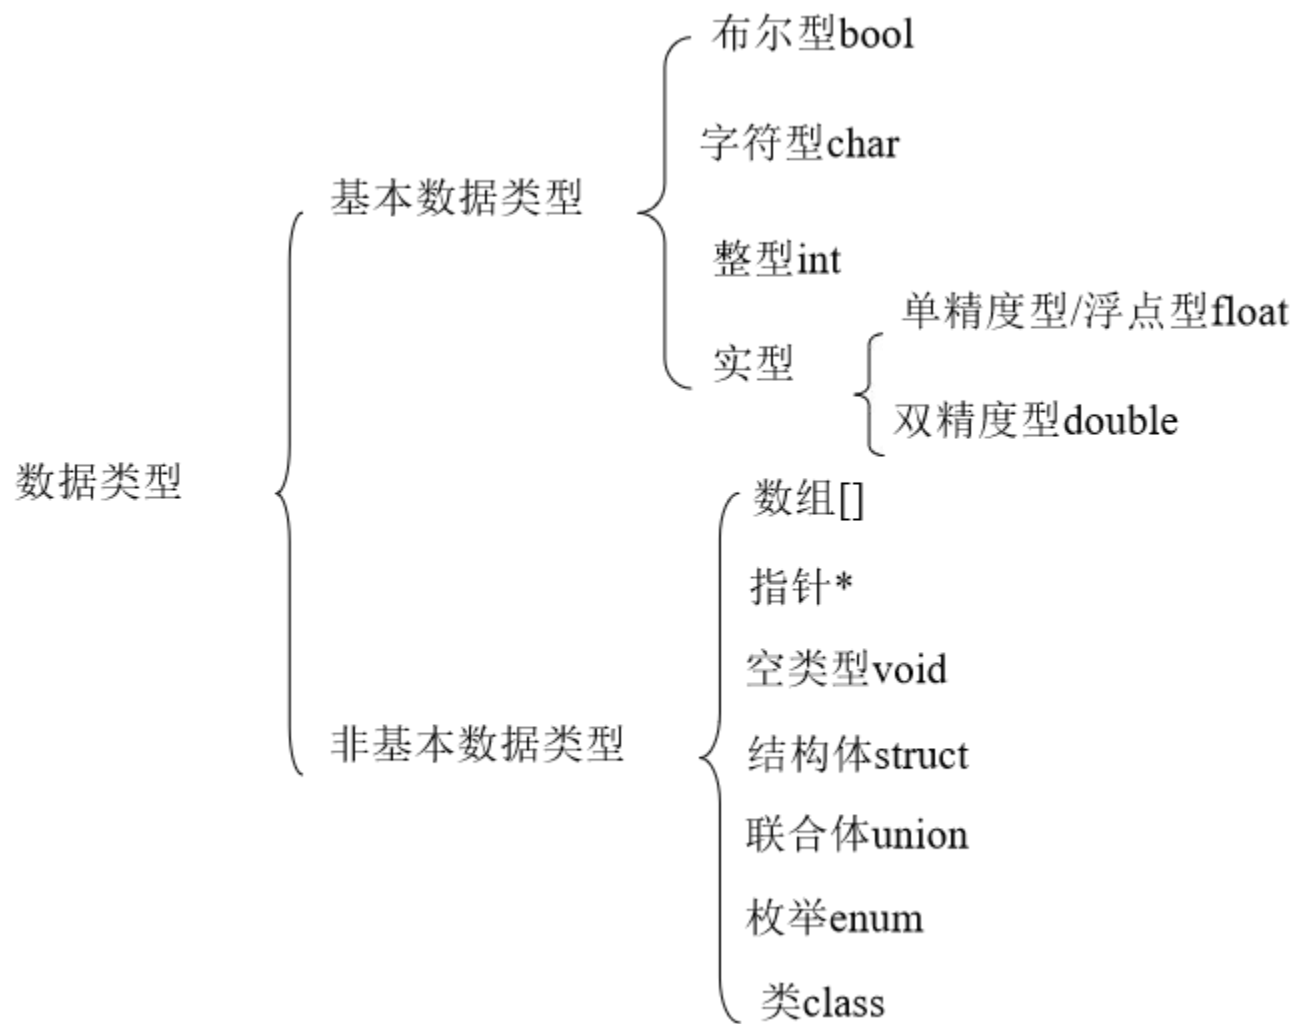 布尔型bool
字符型char
基本数据类型
整型int
单精度型/浮点型float
实型
双精度型double
数据类型
数组[]
指针*
空类型void
非基本数据类型
结构体struct
联合体union
枚举enum
类class